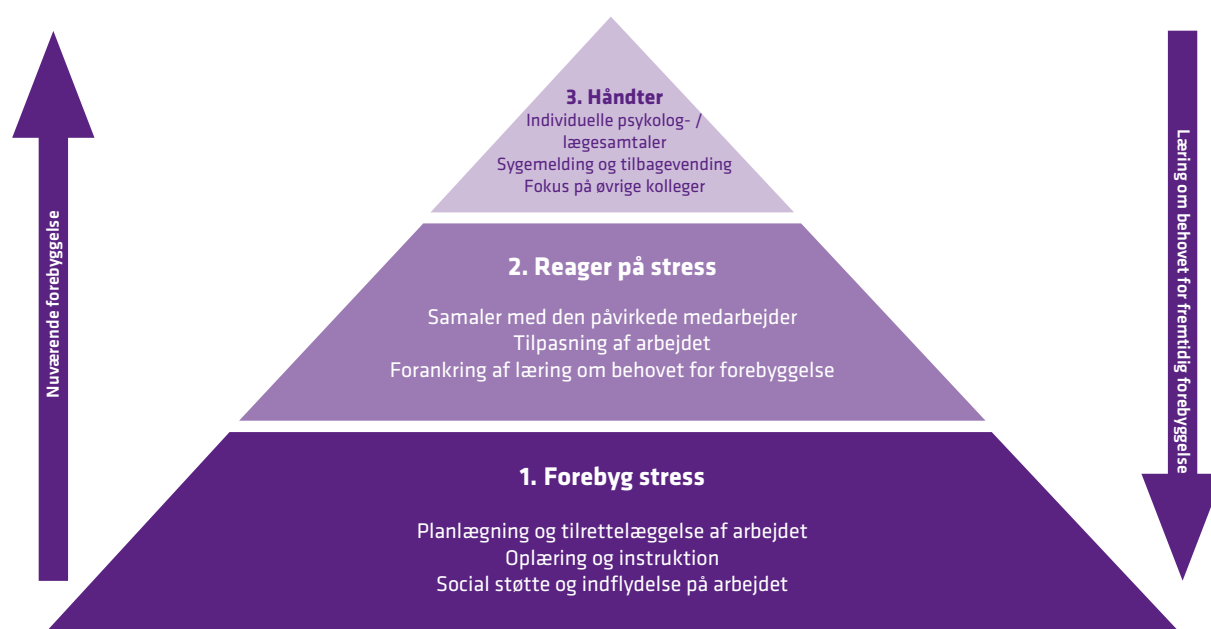 3. Håndter
Individuelle psykolog- /
lægesamtaler
Sygemelding og tilbagevending
Fokus på øvrige kolleger
2. Reager på stress
Samaler med den påvirkede medarbejder
Tilpasning af arbejdet
Forankring af læring om behovet for forebyggelse
1. Forebyg stress
Planlægning og tilrettelæggelse af arbejdet
Oplæring og instruktion
Social støtte og indflydelse på arbejdet
Nuværende forebyggelse
Læring om behovet for fremtidig forebyggelse